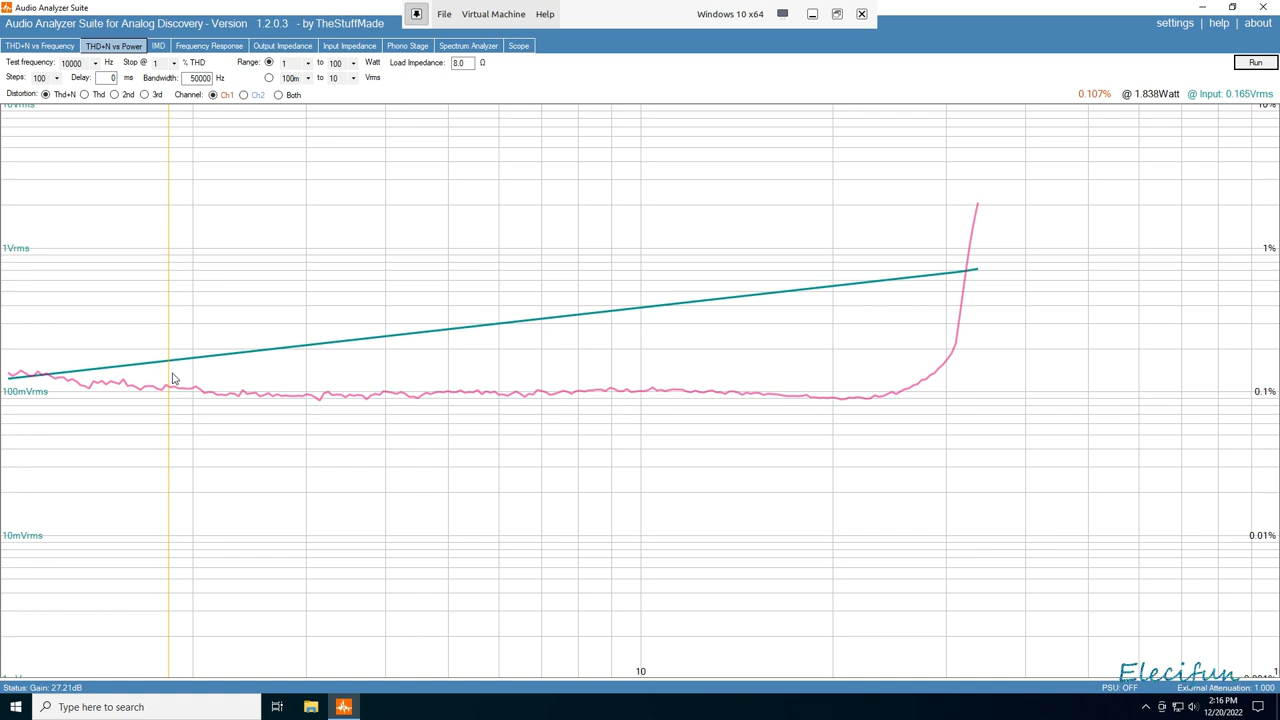 Audio Analyzer Suite
File Virtual Machine Help Windows 10 x64
Audio Analyzer Suite for Analog Discovery - Version 1.2.0.3 - by TheStuffMade settings | help | about
THD+N vs Frequency THD+N vs Power IMD Frequency Response Output Impedance Input Impedance Phono Stage Spectrum Analyzer Scope
Test frequency: 10000 Hz Stop @ 1 % THD Range: 1 to 100 Watt Load Impedance: 8.0 Ω Run
Steps: 100 Delay: 0 ms Bandwidth: 50000 Hz 100m to 10 Vrms
Distortion: Thd+N Thd 2nd 3rd Channel: Ch1 Ch2 Both 0.107% @ 1.838Watt @ Input: 0.165Vrms
10Vrms 10%
1Vrms 1%
100mVrms 0.1%
10mVrms 0.01%
10 1
Elecifun
Status: Gain: 27.21dB PSU: OFF External Attenuation: 1.000
Type here to search 2:16 PM
12/20/2022